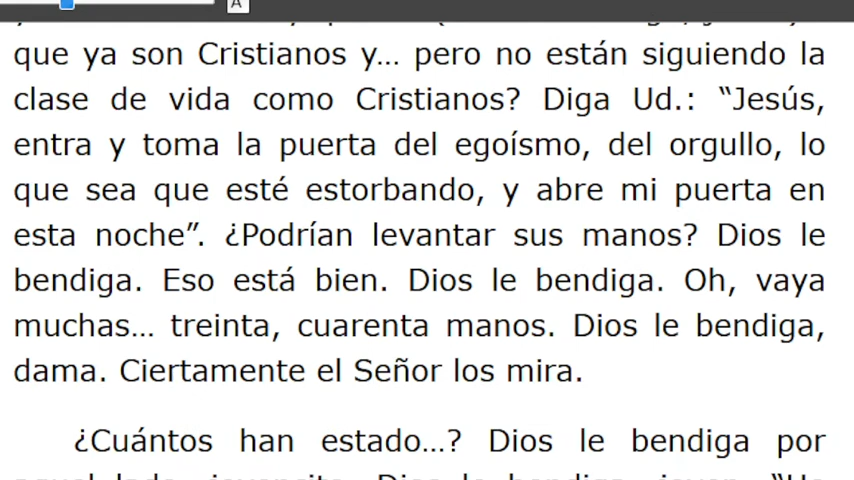 A
que ya son Cristianos y… pero no están siguiendo la
clase de vida como Cristianos? Diga Ud.: “Jesús,
entra y toma la puerta del egoísmo, del orgullo, lo
que sea que esté estorbando, y abre mi puerta en
esta noche”. ¿Podrían levantar sus manos? Dios le
bendiga. Eso está bien. Dios le bendiga. Oh, vaya
muchas… treinta, cuarenta manos. Dios le bendiga,
dama. Ciertamente el Señor los mira.
¿Cuántos han estado…? Dios le bendiga por